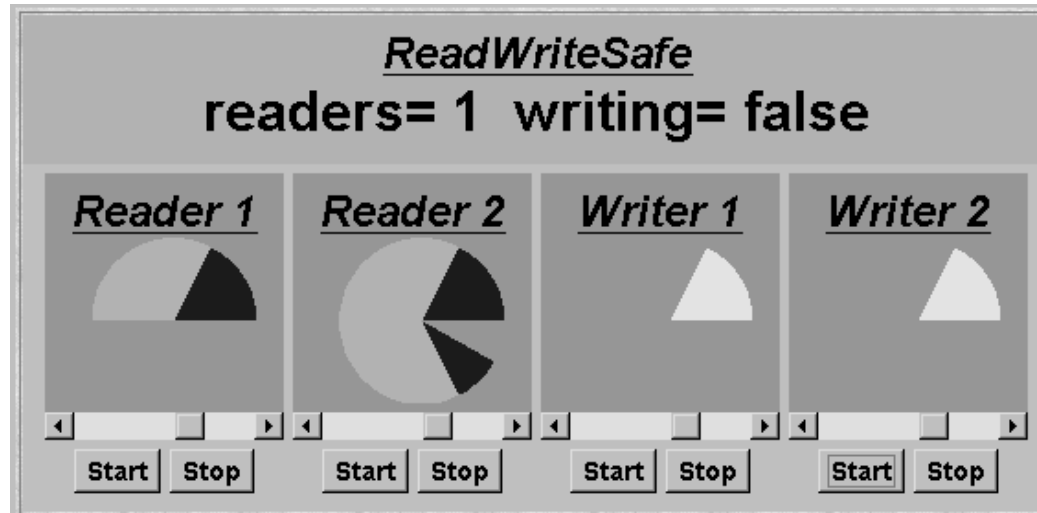 ReadWriteSafe
readers= 1 writing= false
Reader 1 Reader 2 Writer 1 Writer 2
Start Stop Start Stop Start Stop Start Stop